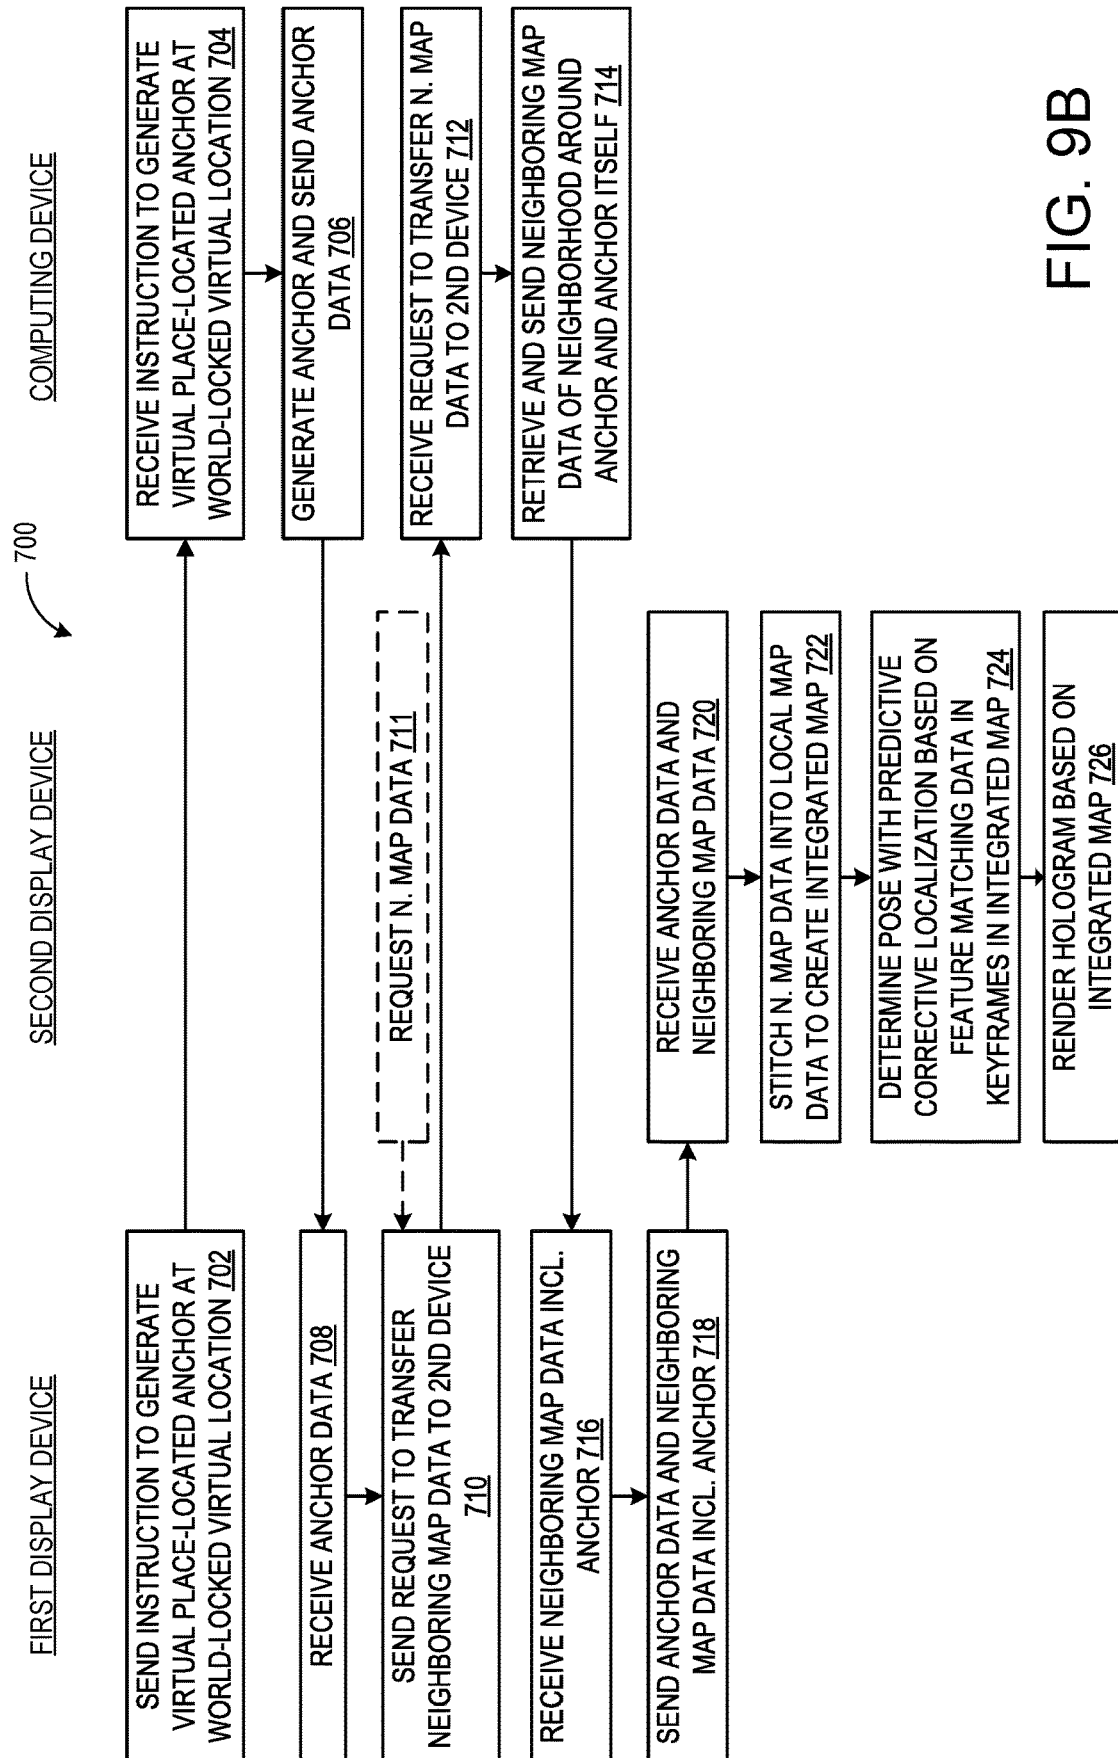 700
FIRST DISPLAY DEVICE
SECOND DISPLAY DEVICE
COMPUTING DEVICE
SEND INSTRUCTION TO GENERATE
VIRTUAL PLACE-LOCATED ANCHOR AT
WORLD-LOCKED VIRTUAL LOCATION 702
RECEIVE INSTRUCTION TO GENERATE
VIRTUAL PLACE-LOCATED ANCHOR AT
WORLD-LOCKED VIRTUAL LOCATION 704
GENERATE ANCHOR AND SEND ANCHOR
DATA 706
RECEIVE ANCHOR DATA 708
SEND REQUEST TO TRANSFER
NEIGHBORING MAP DATA TO 2ND DEVICE
710
REQUEST N. MAP DATA 711
RECEIVE REQUEST TO TRANSFER N. MAP
DATA TO 2ND DEVICE 712
RETRIEVE AND SEND NEIGHBORING MAP
DATA OF NEIGHBORHOOD AROUND
ANCHOR AND ANCHOR ITSELF 714
RECEIVE NEIGHBORING MAP DATA INCL.
ANCHOR 716
SEND ANCHOR DATA AND NEIGHBORING
MAP DATA INCL. ANCHOR 718
RECEIVE ANCHOR DATA AND
NEIGHBORING MAP DATA 720
STITCH N. MAP DATA INTO LOCAL MAP
DATA TO CREATE INTEGRATED MAP 722
DETERMINE POSE WITH PREDICTIVE
CORRECTIVE LOCALIZATION BASED ON
FEATURE MATCHING DATA IN
KEYFRAMES IN INTEGRATED MAP 724
RENDER HOLOGRAM BASED ON
INTEGRATED MAP 726
FIG. 9B